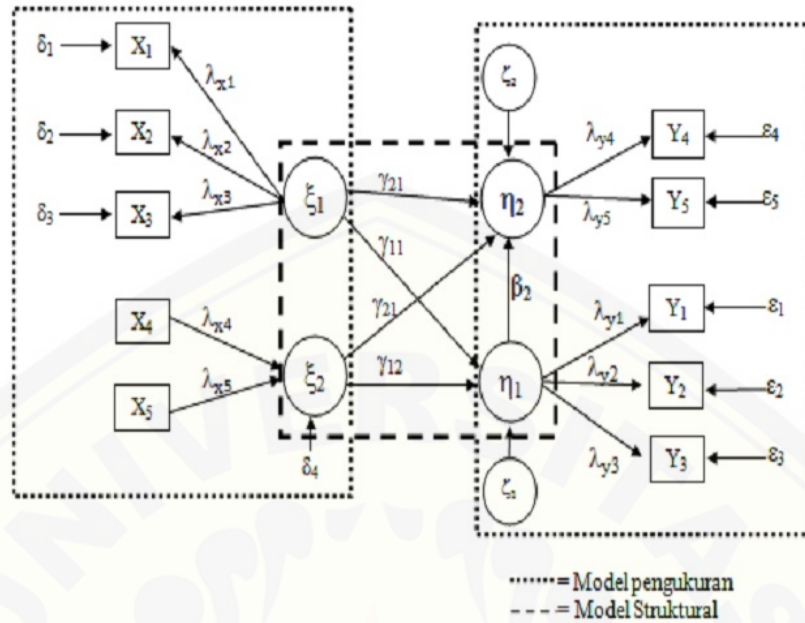 δ₁ X₁
λx1
δ₂ X₂
λx2
δ₃ X₃
λx3
X₄
λx4
X₅
λx5
ξ₁
ξ₂
δ₄
γ₂₁
γ₁₁
γ₂₁
γ₁₂
η₂
β₂
η₁
λy4 Y₄ ε₄
λy5 Y₅ ε₅
λy1 Y₁ ε₁
λy2 Y₂ ε₂
λy3 Y₃ ε₃
= Model pengukuran
= Model Struktural
UNIVERSITAS